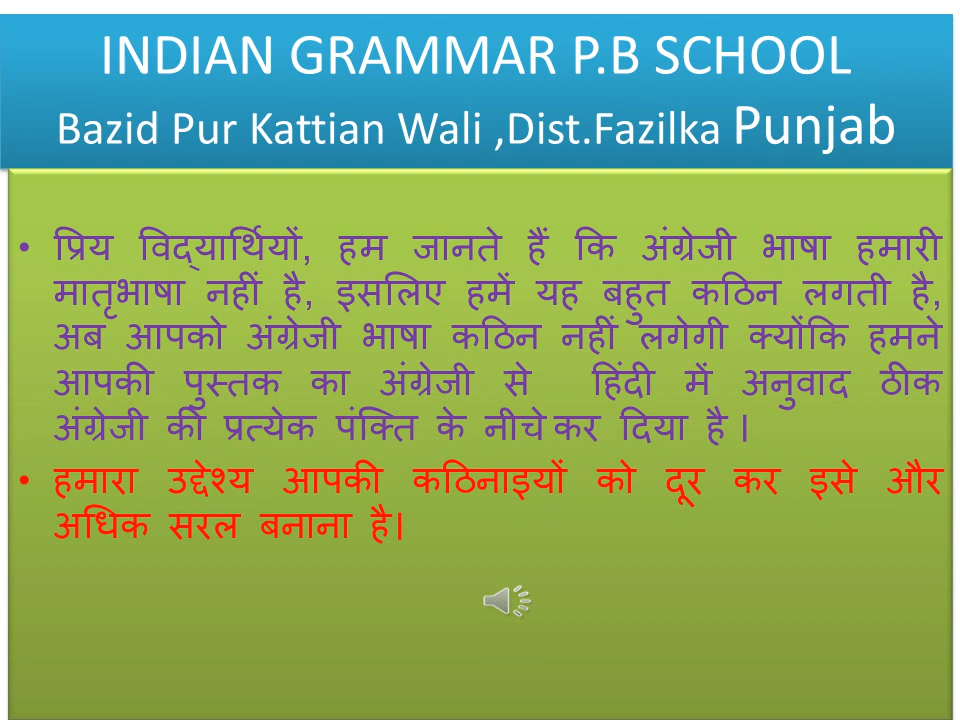 INDIAN GRAMMAR P.B SCHOOL
Bazid Pur Kattian Wali ,Dist.Fazilka Punjab
• प्रिय विद्यार्थियों, हम जानते हैं कि अंग्रेजी भाषा हमारी
मातृभाषा नहीं है, इसलिए हमें यह बहुत कठिन लगती है,
अब आपको अंग्रेजी भाषा कठिन नहीं लगेगी क्योंकि हमने
आपकी पुस्तक का अंग्रेजी से हिंदी में अनुवाद ठीक
अंग्रेजी की प्रत्येक पंक्ति के नीचे कर दिया है ।
• हमारा उद्देश्य आपकी कठिनाइयों को दूर कर इसे और
अधिक सरल बनाना है।